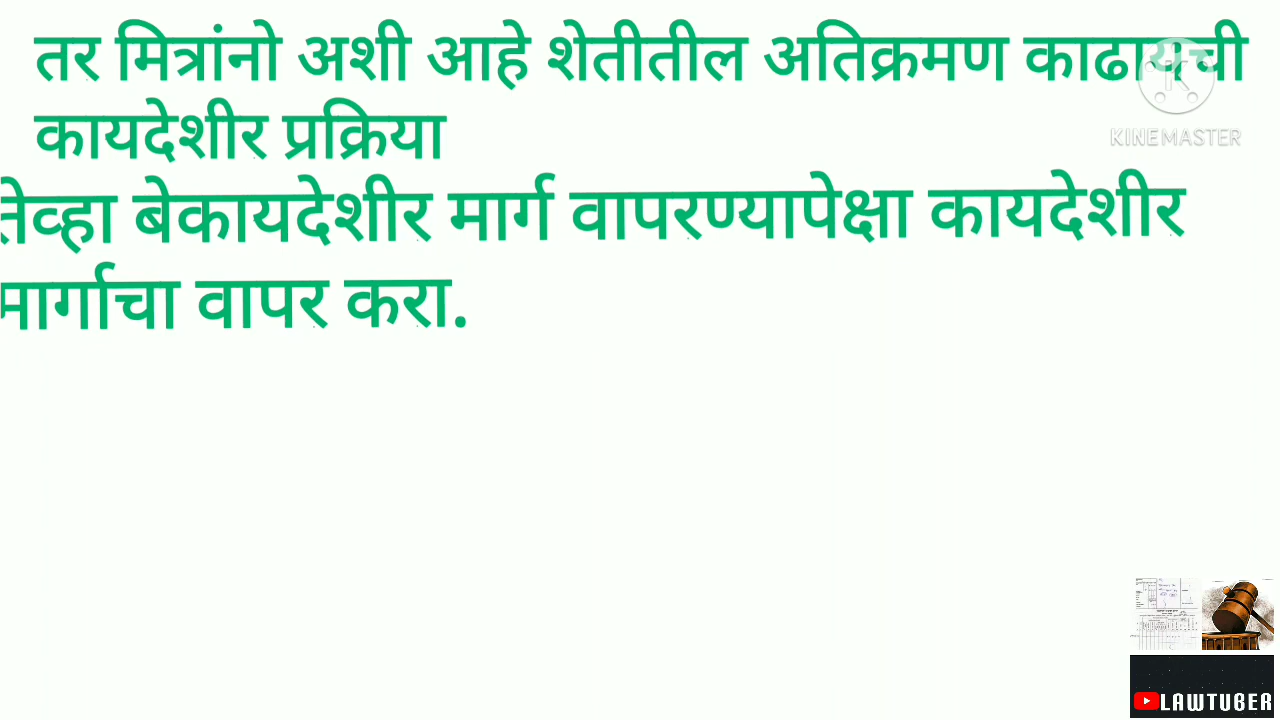 तर मित्रांनो अशी आहे शेतीतील अतिक्रमण काढायची
KINEMASTER
कायदेशीर प्रक्रिया
तेव्हा बेकायदेशीर मार्ग वापरण्यापेक्षा कायदेशीर
मार्गाचा वापर करा.
LAWTUBER